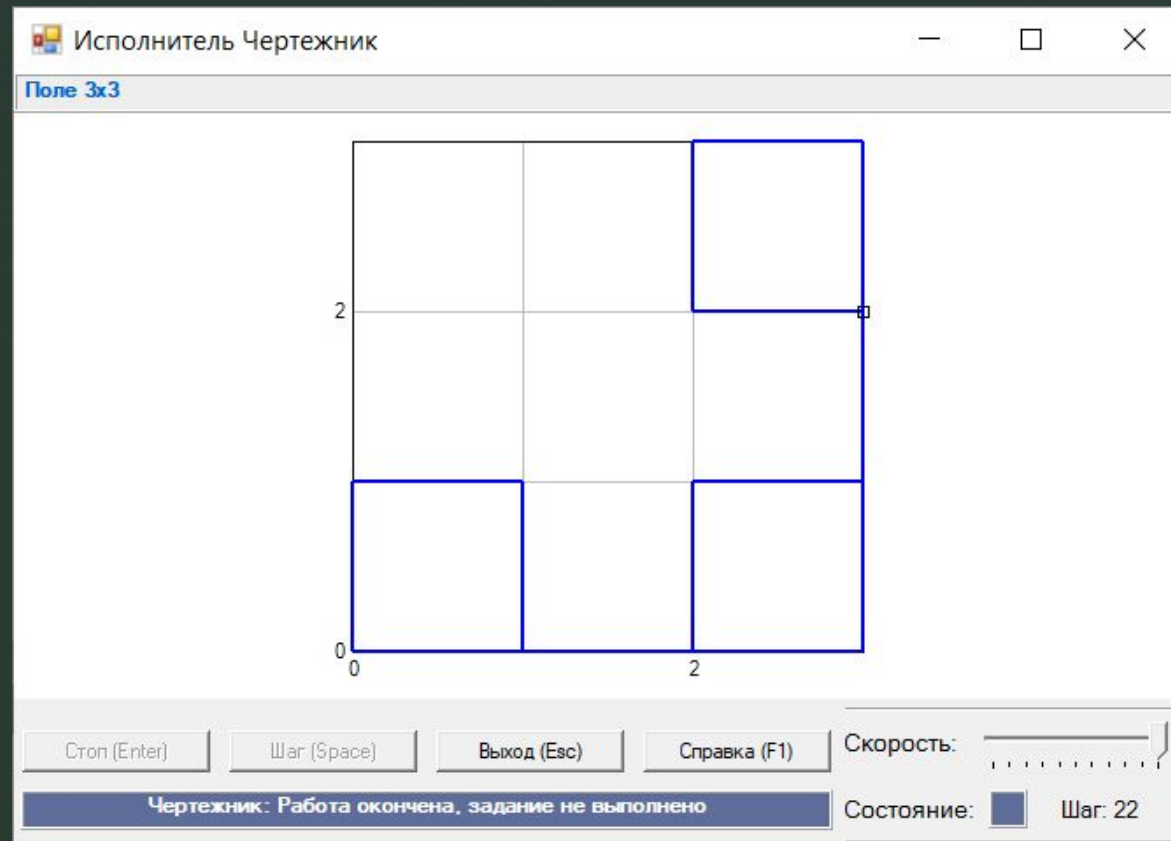 Исполнитель Чертежник
Поле 3x3
2
0
0 2
Стоп (Enter) Шаг (Space) Выход (Esc) Справка (F1) Скорость:
Чертежник: Работа окончена, задание не выполнено Состояние: Шаг: 22